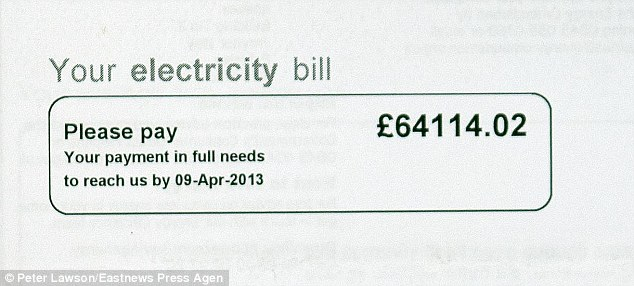 Your electricity bill
Please pay £64114.02
Your payment in full needs
to reach us by 09-Apr-2013
© Peter Lawson/Eastnews Press Agen